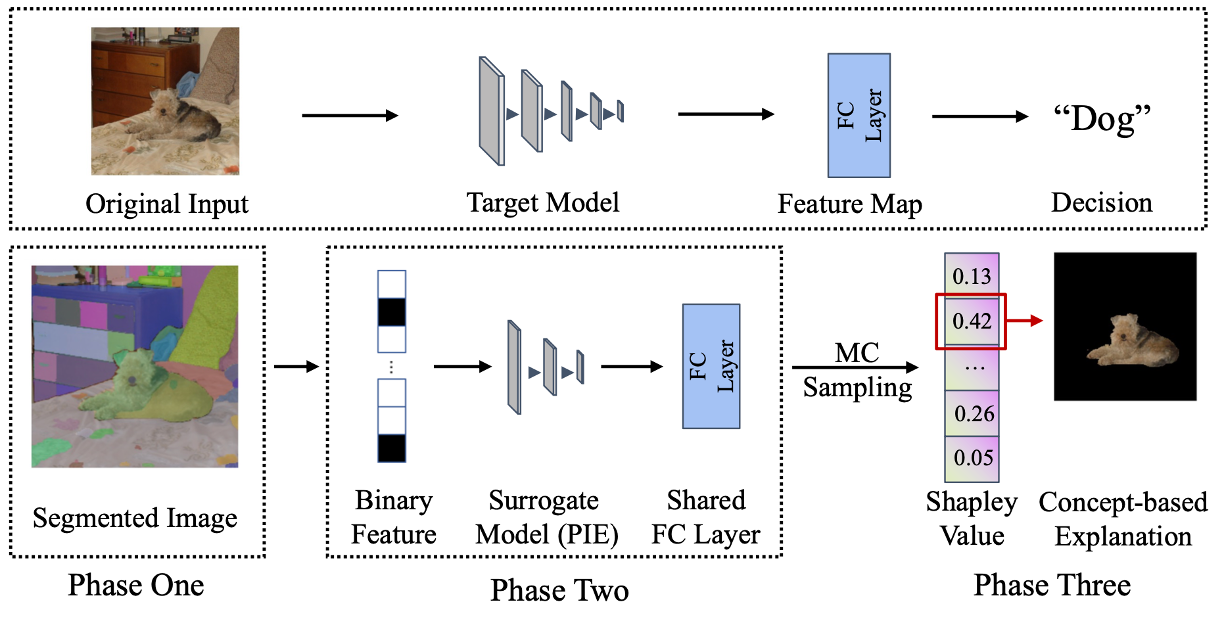 FC
Layer
“Dog”
Original Input
Target Model
Feature Map
Decision
Segmented Image
Phase One
...
Binary
Feature
Surrogate
Model (PIE)
FC
Layer
Shared
FC Layer
Phase Two
MC
Sampling
0.13
0.42
...
0.26
0.05
Shapley
Value
Concept-based
Explanation
Phase Three